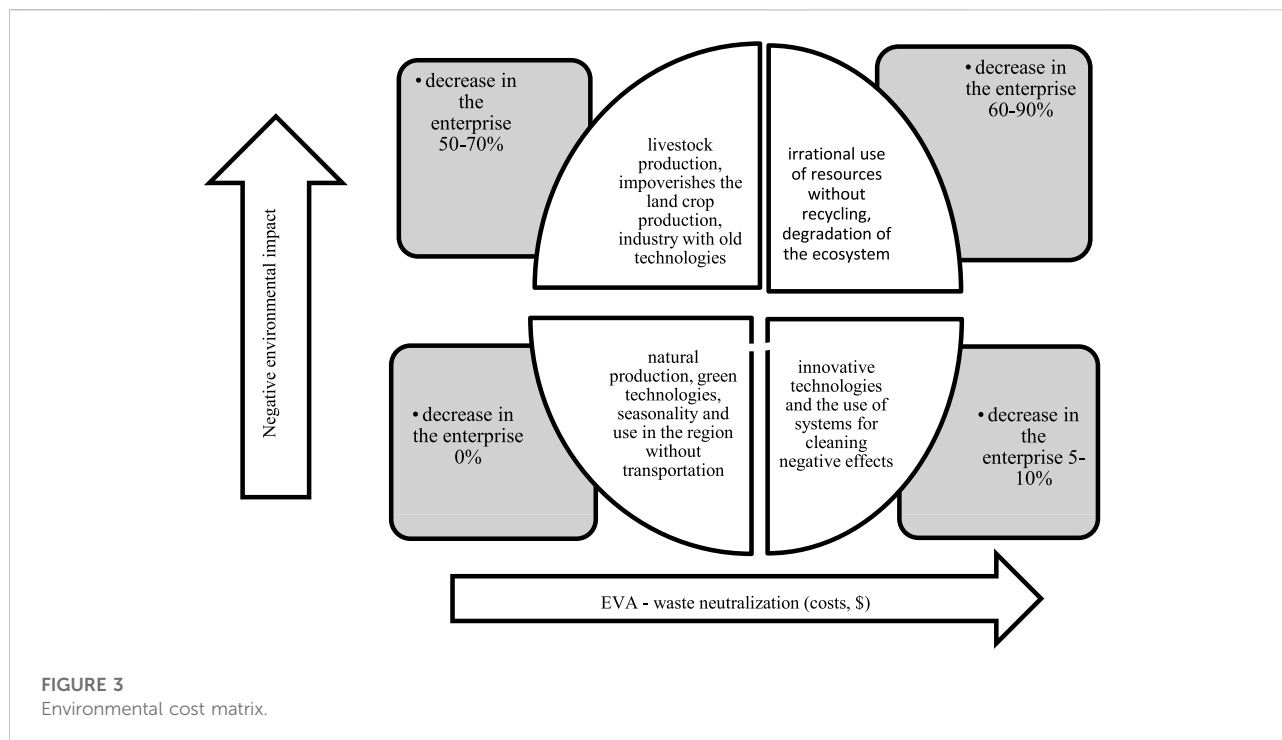 • decrease in
the
enterprise
50-70%
• decrease in
the enterprise
60-90%
livestock
production,
impoverishes the
land crop
production,
industry with old
technologies
irrational use
of resources
without
recycling,
degradation of
the ecosystem
Negative environmental impact
• decrease in
the enterprise
0%
natural
production, green
technologies,
seasonality and
use in the region
without
transportation
innovative
technologies
and the use of
systems for
cleaning
negative effects
• decrease in
the
enterprise 5-
10%
EVA - waste neutralization (costs, $)
FIGURE 3
Environmental cost matrix.